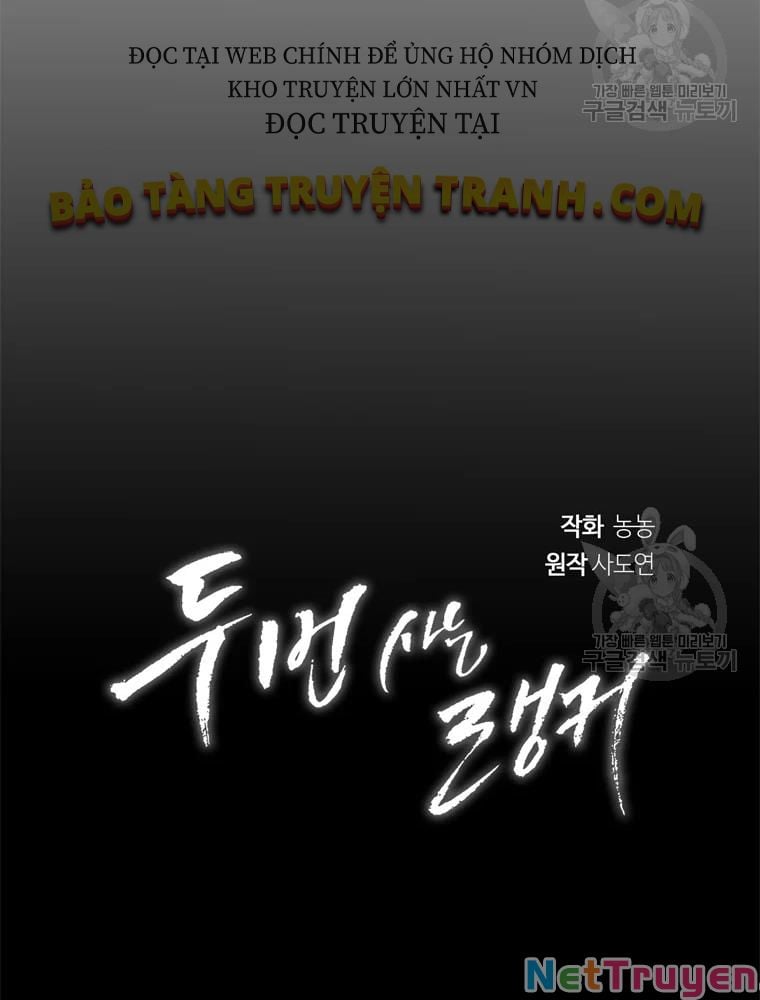 ĐỌC TẠI WEB CHÍNH ĐỂ ỦNG HỘ NHÓM DỊCH
KHO TRUYỆN LỚN NHẤT VN
ĐỌC TRUYỆN TẠI
가장 빠른 웹툰 미리보기
구글검색 뉴토끼
BẢO TÀNG TRUYỆN TRANH.COM
작화 농농
원작 사도연
두 번 사는
랭커
가장 빠른 웹툰 미리보기
구글검색 뉴토끼
NetTruyen